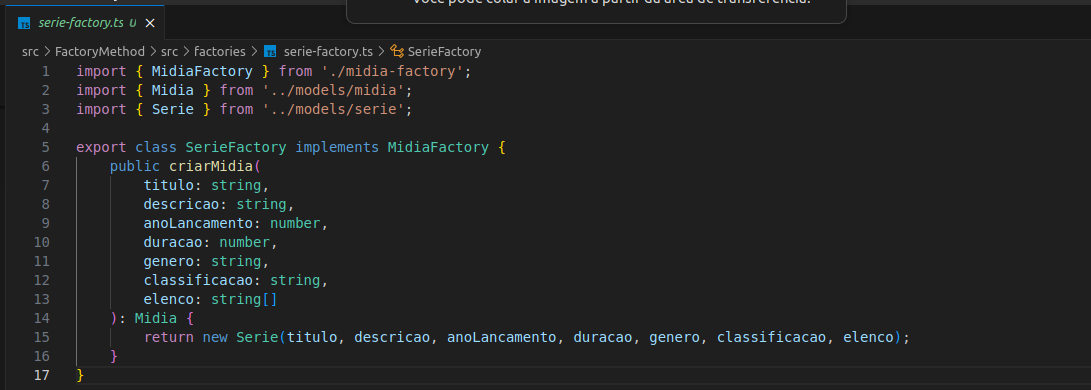 você pode colar a imagem a partir da área de transferência.
serie-factory.ts U
src > FactoryMethod > src > factories > serie-factory.ts > SerieFactory
1 import { MidiaFactory } from './midia-factory';
2 import { Midia } from '../models/midia';
3 import { Serie } from '../models/serie';
4
5 export class SerieFactory implements MidiaFactory {
6 public criarMidia(
7 titulo: string,
8 descricao: string,
9 anoLancamento: number,
10 duracao: number,
11 genero: string,
12 classificacao: string,
13 elenco: string[]
14 ): Midia {
15 return new Serie(titulo, descricao, anoLancamento, duracao, genero, classificacao, elenco);
16 }
17 }